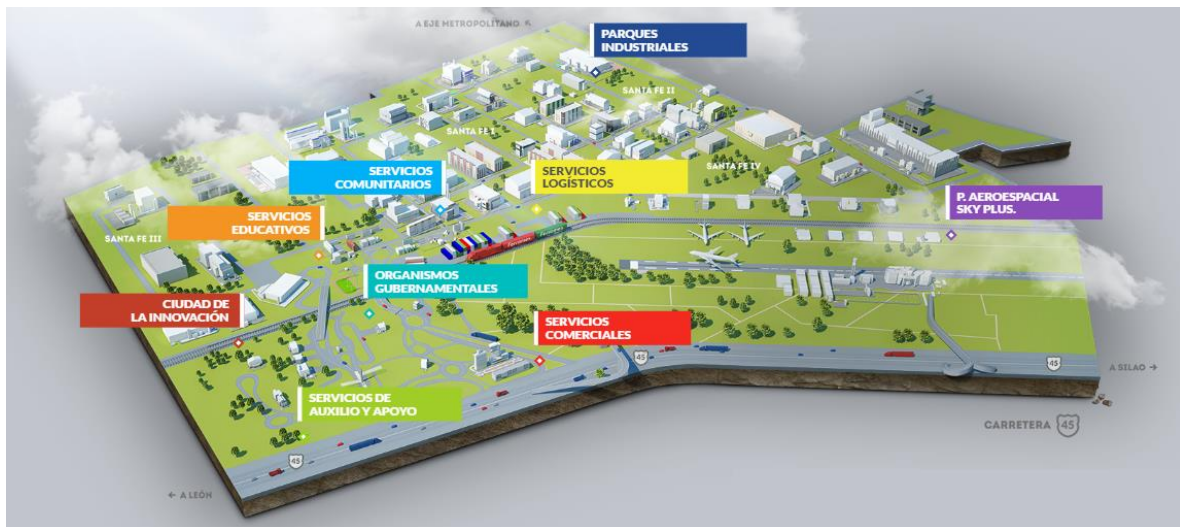 A EJE METROPOLITANO
PARQUES
INDUSTRIALES
SANTA FE II
SANTA FE I
SANTA FE IV
SERVICIOS
COMUNITARIOS
SERVICIOS
LOGÍSTICOS
P. AEROESPACIAL
SKY PLUS.
SERVICIOS
EDUCATIVOS
SANTA FE III
Ferromex
Ferromex
ORGANISMOS
GUBERNAMENTALES
CIUDAD DE
LA INNOVACIÓN
SERVICIOS
COMERCIALES
45
45
A SILAO →
SERVICIOS DE
AUXILIO Y APOYO
CARRETERA 45
45
← A LEÓN